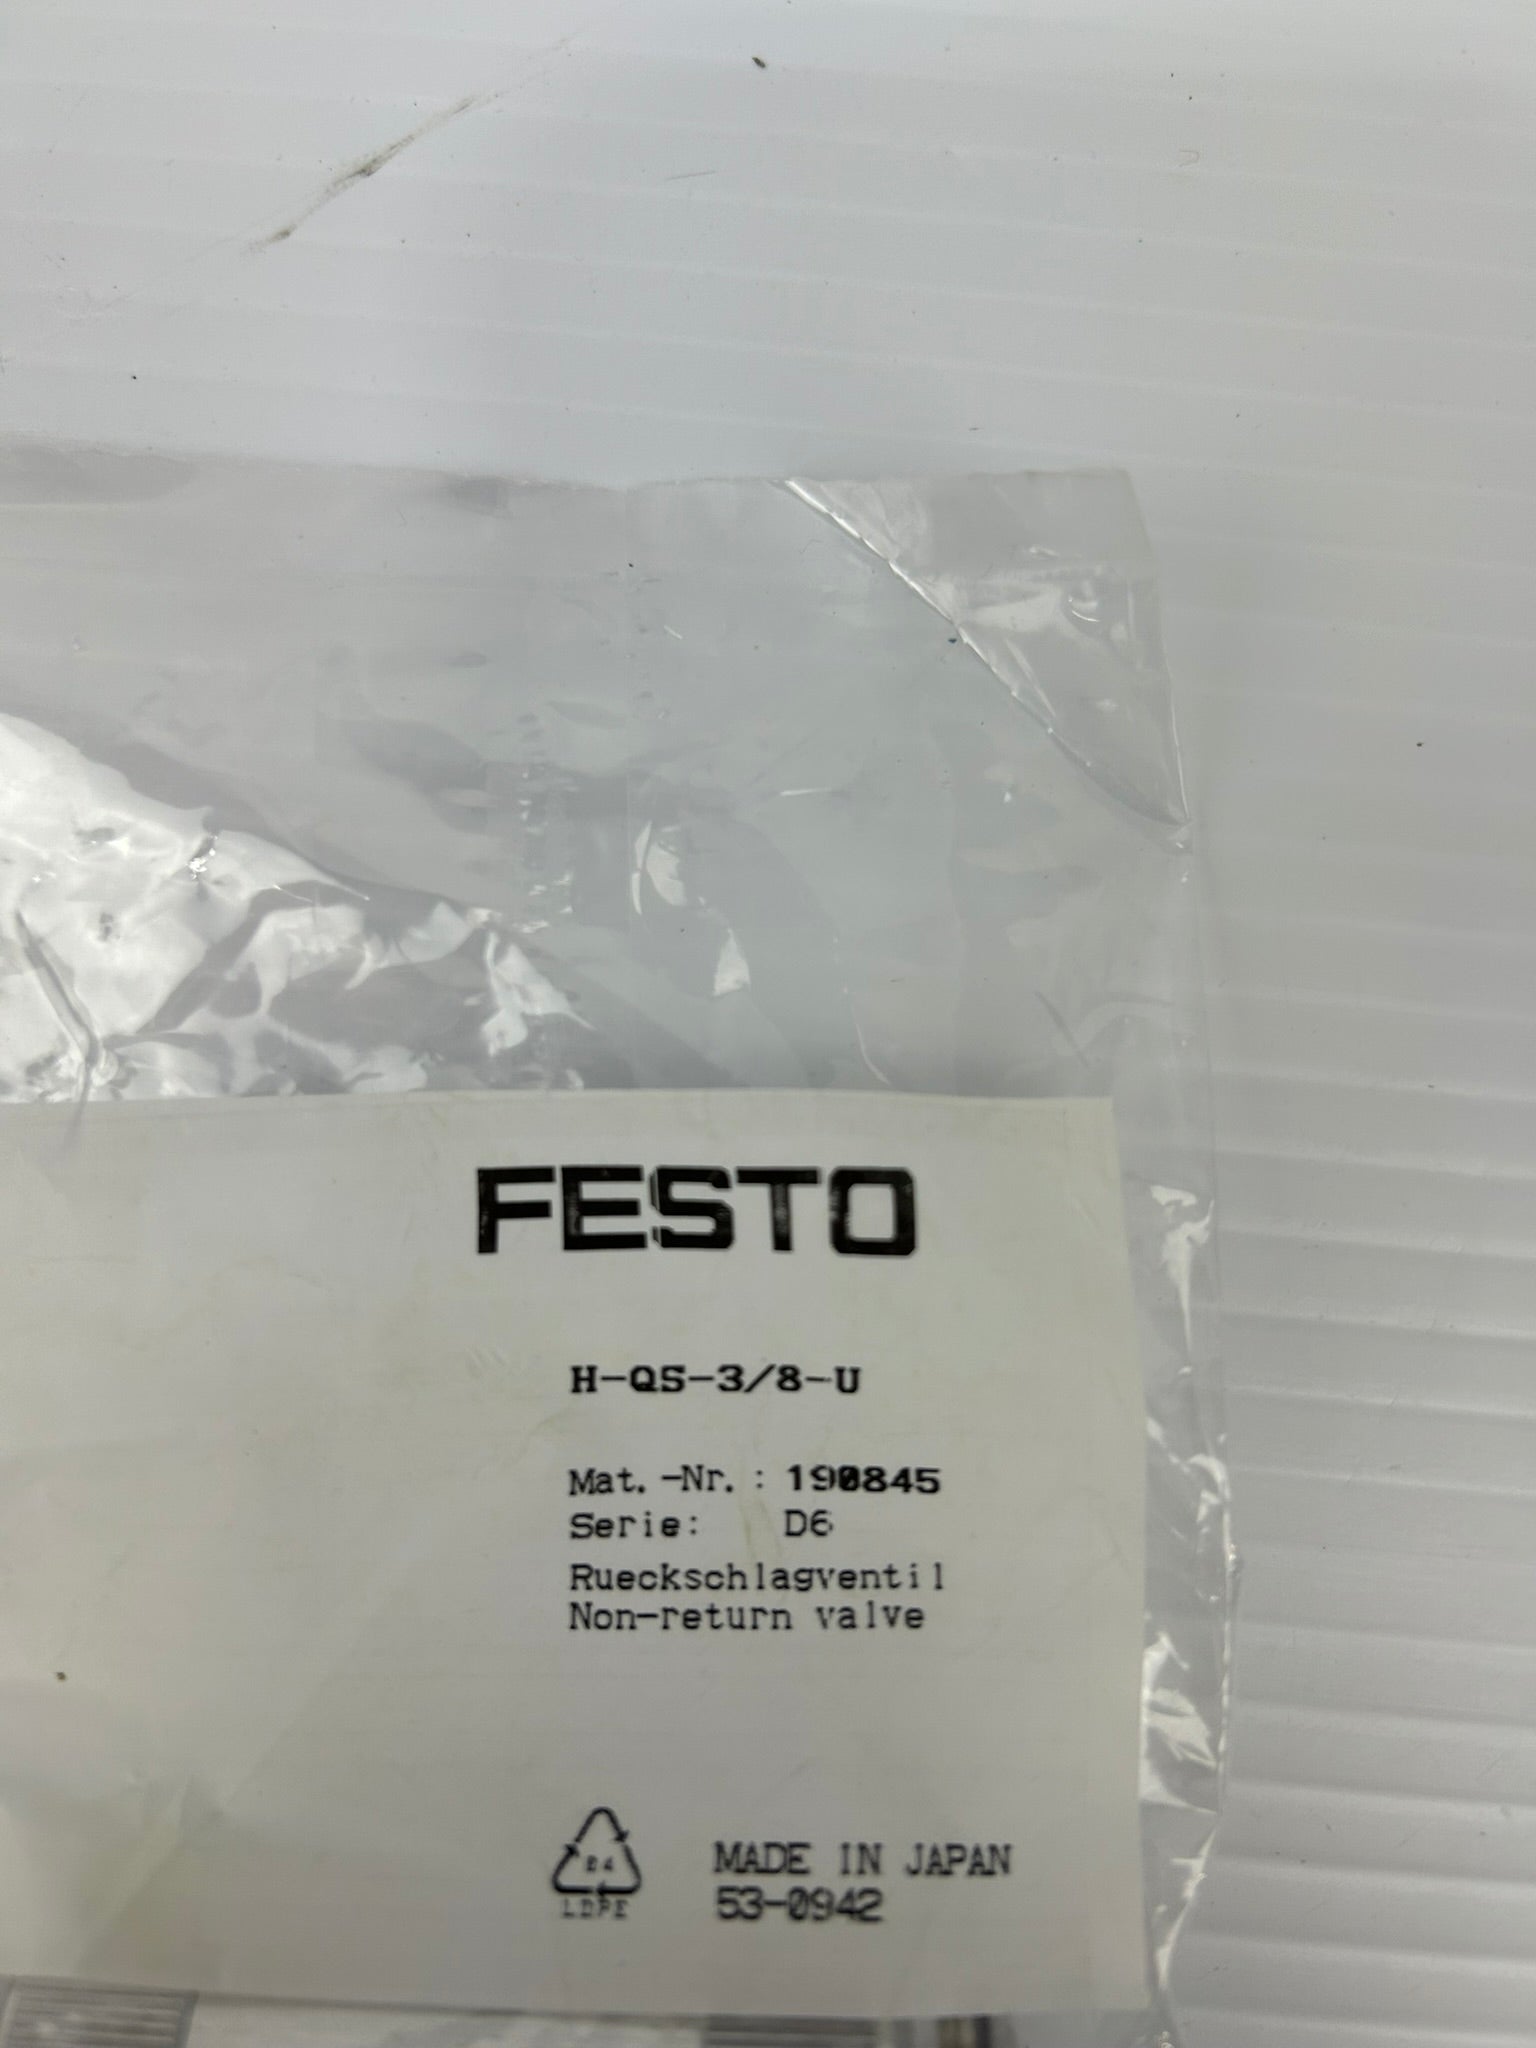 FESTO
H-QS-3/8-U
Mat.-Nr.: 190845
Serie: D6
Rueckschlagventil
Non-return valve
04
LDPE
MADE IN JAPAN
53-0942